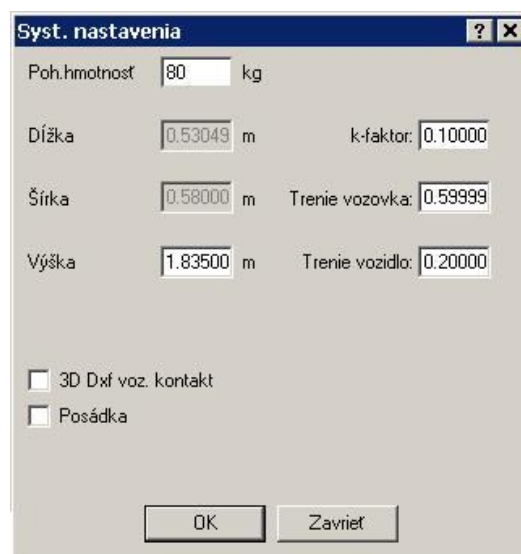 Syst. nastavenia
Poh.hmotnosť 80 kg
Dĺžka 0.53049 m k-faktor: 0.10000
Šírka 0.58000 m Trenie vozovka: 0.59999
Výška 1.83500 m Trenie vozidlo: 0.20000
3D Dxf voz. kontakt
Posádka
OK Zavrieť